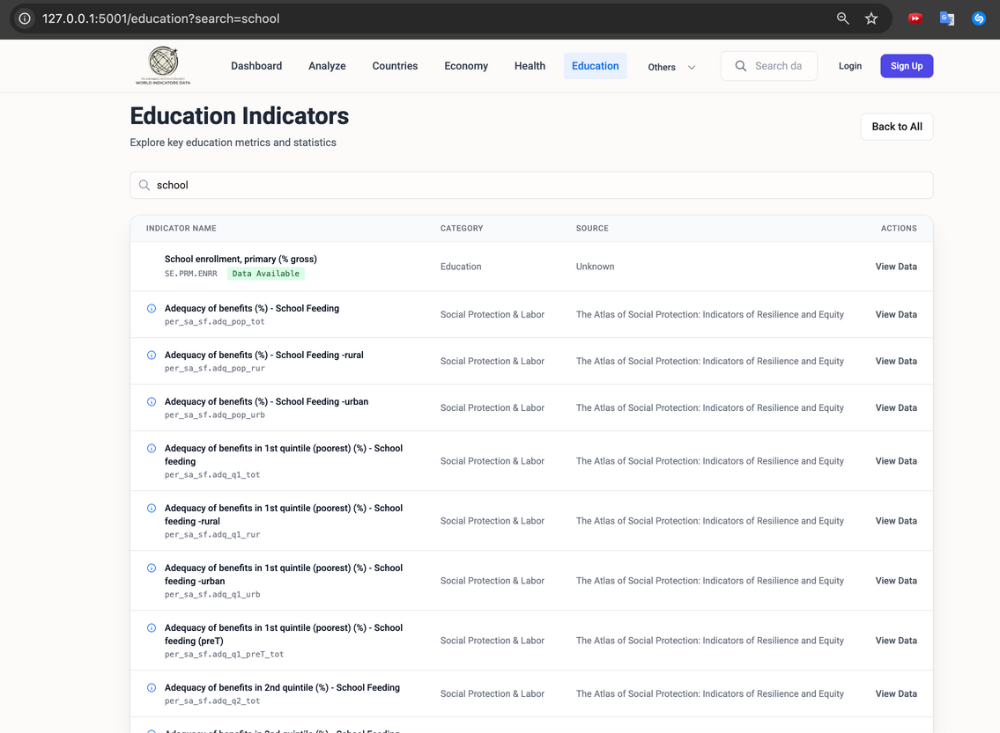 127.0.0.1:5001/education?search=school
WORLD INDICATORS DATA
Dashboard
Analyze
Countries
Economy
Health
Education
Others
Search da
Login
Sign Up
Education Indicators
Explore key education metrics and statistics
Back to All
school
INDICATOR NAME CATEGORY SOURCE ACTIONS
School enrollment, primary (% gross)
SE.PRM.ENRR Data Available
Education
Unknown
View Data
Adequacy of benefits (%) - School Feeding
per_sa_sf.adq_pop_tot
Social Protection & Labor
The Atlas of Social Protection: Indicators of Resilience and Equity
View Data
Adequacy of benefits (%) - School Feeding -rural
per_sa_sf.adq_pop_rur
Social Protection & Labor
The Atlas of Social Protection: Indicators of Resilience and Equity
View Data
Adequacy of benefits (%) - School Feeding -urban
per_sa_sf.adq_pop_urb
Social Protection & Labor
The Atlas of Social Protection: Indicators of Resilience and Equity
View Data
Adequacy of benefits in 1st quintile (poorest) (%) - School
feeding
per_sa_sf.adq_q1_tot
Social Protection & Labor
The Atlas of Social Protection: Indicators of Resilience and Equity
View Data
Adequacy of benefits in 1st quintile (poorest) (%) - School
feeding -rural
per_sa_sf.adq_q1_rur
Social Protection & Labor
The Atlas of Social Protection: Indicators of Resilience and Equity
View Data
Adequacy of benefits in 1st quintile (poorest) (%) - School
feeding -urban
per_sa_sf.adq_q1_urb
Social Protection & Labor
The Atlas of Social Protection: Indicators of Resilience and Equity
View Data
Adequacy of benefits in 1st quintile (poorest) (%) - School
feeding (preT)
per_sa_sf.adq_q1_preT_tot
Social Protection & Labor
The Atlas of Social Protection: Indicators of Resilience and Equity
View Data
Adequacy of benefits in 2nd quintile (%) - School Feeding
per_sa_sf.adq_q2_tot
Social Protection & Labor
The Atlas of Social Protection: Indicators of Resilience and Equity
View Data